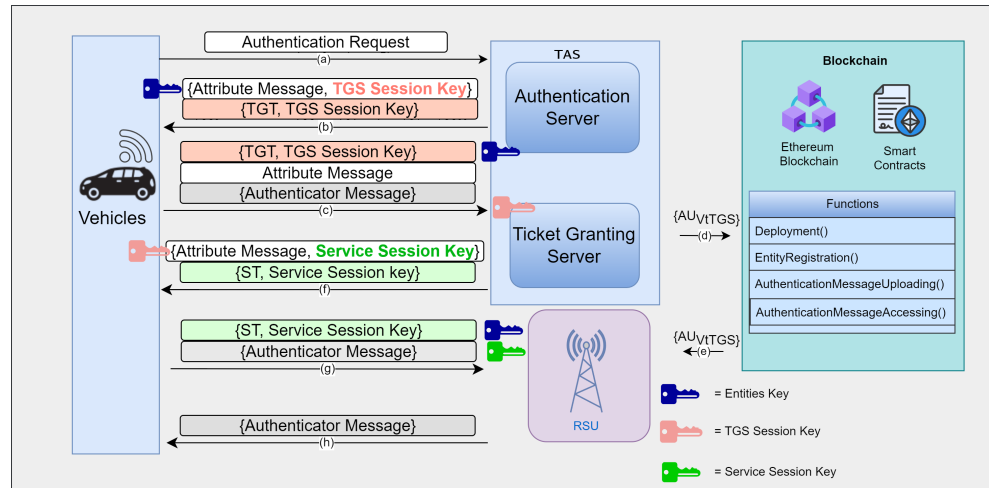 Authentication Request
(a)
{Attribute Message, TGS Session Key}
{TGT, TGS Session Key}
(b)
{TGT, TGS Session Key}
Attribute Message
{Authenticator Message}
(c)
{Attribute Message, Service Session Key}
{ST, Service Session key}
(f)
{ST, Service Session Key}
{Authenticator Message}
(g)
{Authenticator Message}
(h)
Vehicles
TAS
Authentication
Server
Ticket Granting
Server
RSU
{AUVtTGS}
(d)
{AUVtTGS}
(e)
Blockchain
Ethereum
Blockchain
Smart
Contracts
Functions
Deployment()
EntityRegistration()
AuthenticationMessageUploading()
AuthenticationMessageAccessing()
= Entities Key
= TGS Session Key
= Service Session Key